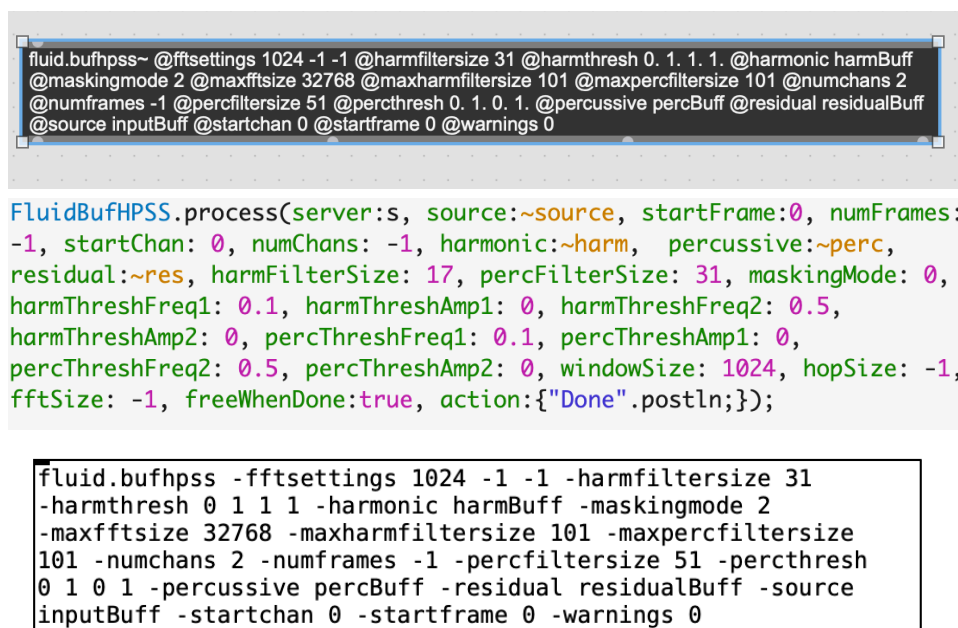 fluid.bufhpss~ @fftsettings 1024 -1 -1 @harmfiltersize 31 @harmthresh 0. 1. 1. 1. @harmonic harmBuff
@maskingmode 2 @maxfftsize 32768 @maxharmfiltersize 101 @maxpercfiltersize 101 @numchans 2
@numframes -1 @percfiltersize 51 @percthresh 0. 1. 0. 1. @percussive percBuff @residual residualBuff
@source inputBuff @startchan 0 @startframe 0 @warnings 0
FluidBufHPSS.process(server:s, source:~source, startFrame:0, numFrames:
-1, startChan: 0, numChans: -1, harmonic:~harm, percussive:~perc,
residual:~res, harmFilterSize: 17, percFilterSize: 31, maskingMode: 0,
harmThreshFreq1: 0.1, harmThreshAmp1: 0, harmThreshFreq2: 0.5,
harmThreshAmp2: 0, percThreshFreq1: 0.1, percThreshAmp1: 0,
percThreshFreq2: 0.5, percThreshAmp2: 0, windowSize: 1024, hopSize: -1,
fftSize: -1, freeWhenDone:true, action:{"Done".postln;});
fluid.bufhpss -fftsettings 1024 -1 -1 -harmfiltersize 31
-harmthresh 0 1 1 1 -harmonic harmBuff -maskingmode 2
-maxfftsize 32768 -maxharmfiltersize 101 -maxpercfiltersize
101 -numchans 2 -numframes -1 -percfiltersize 51 -percthresh
0 1 0 1 -percussive percBuff -residual residualBuff -source
inputBuff -startchan 0 -startframe 0 -warnings 0